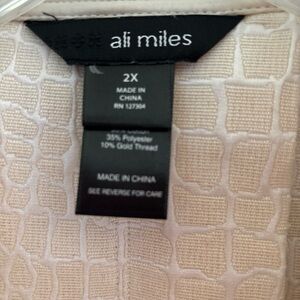 ali miles
2X
MADE IN
CHINA
RN 127304
Cotton
35% Polyester
10% Gold Thread
MADE IN CHINA
SEE REVERSE FOR CARE